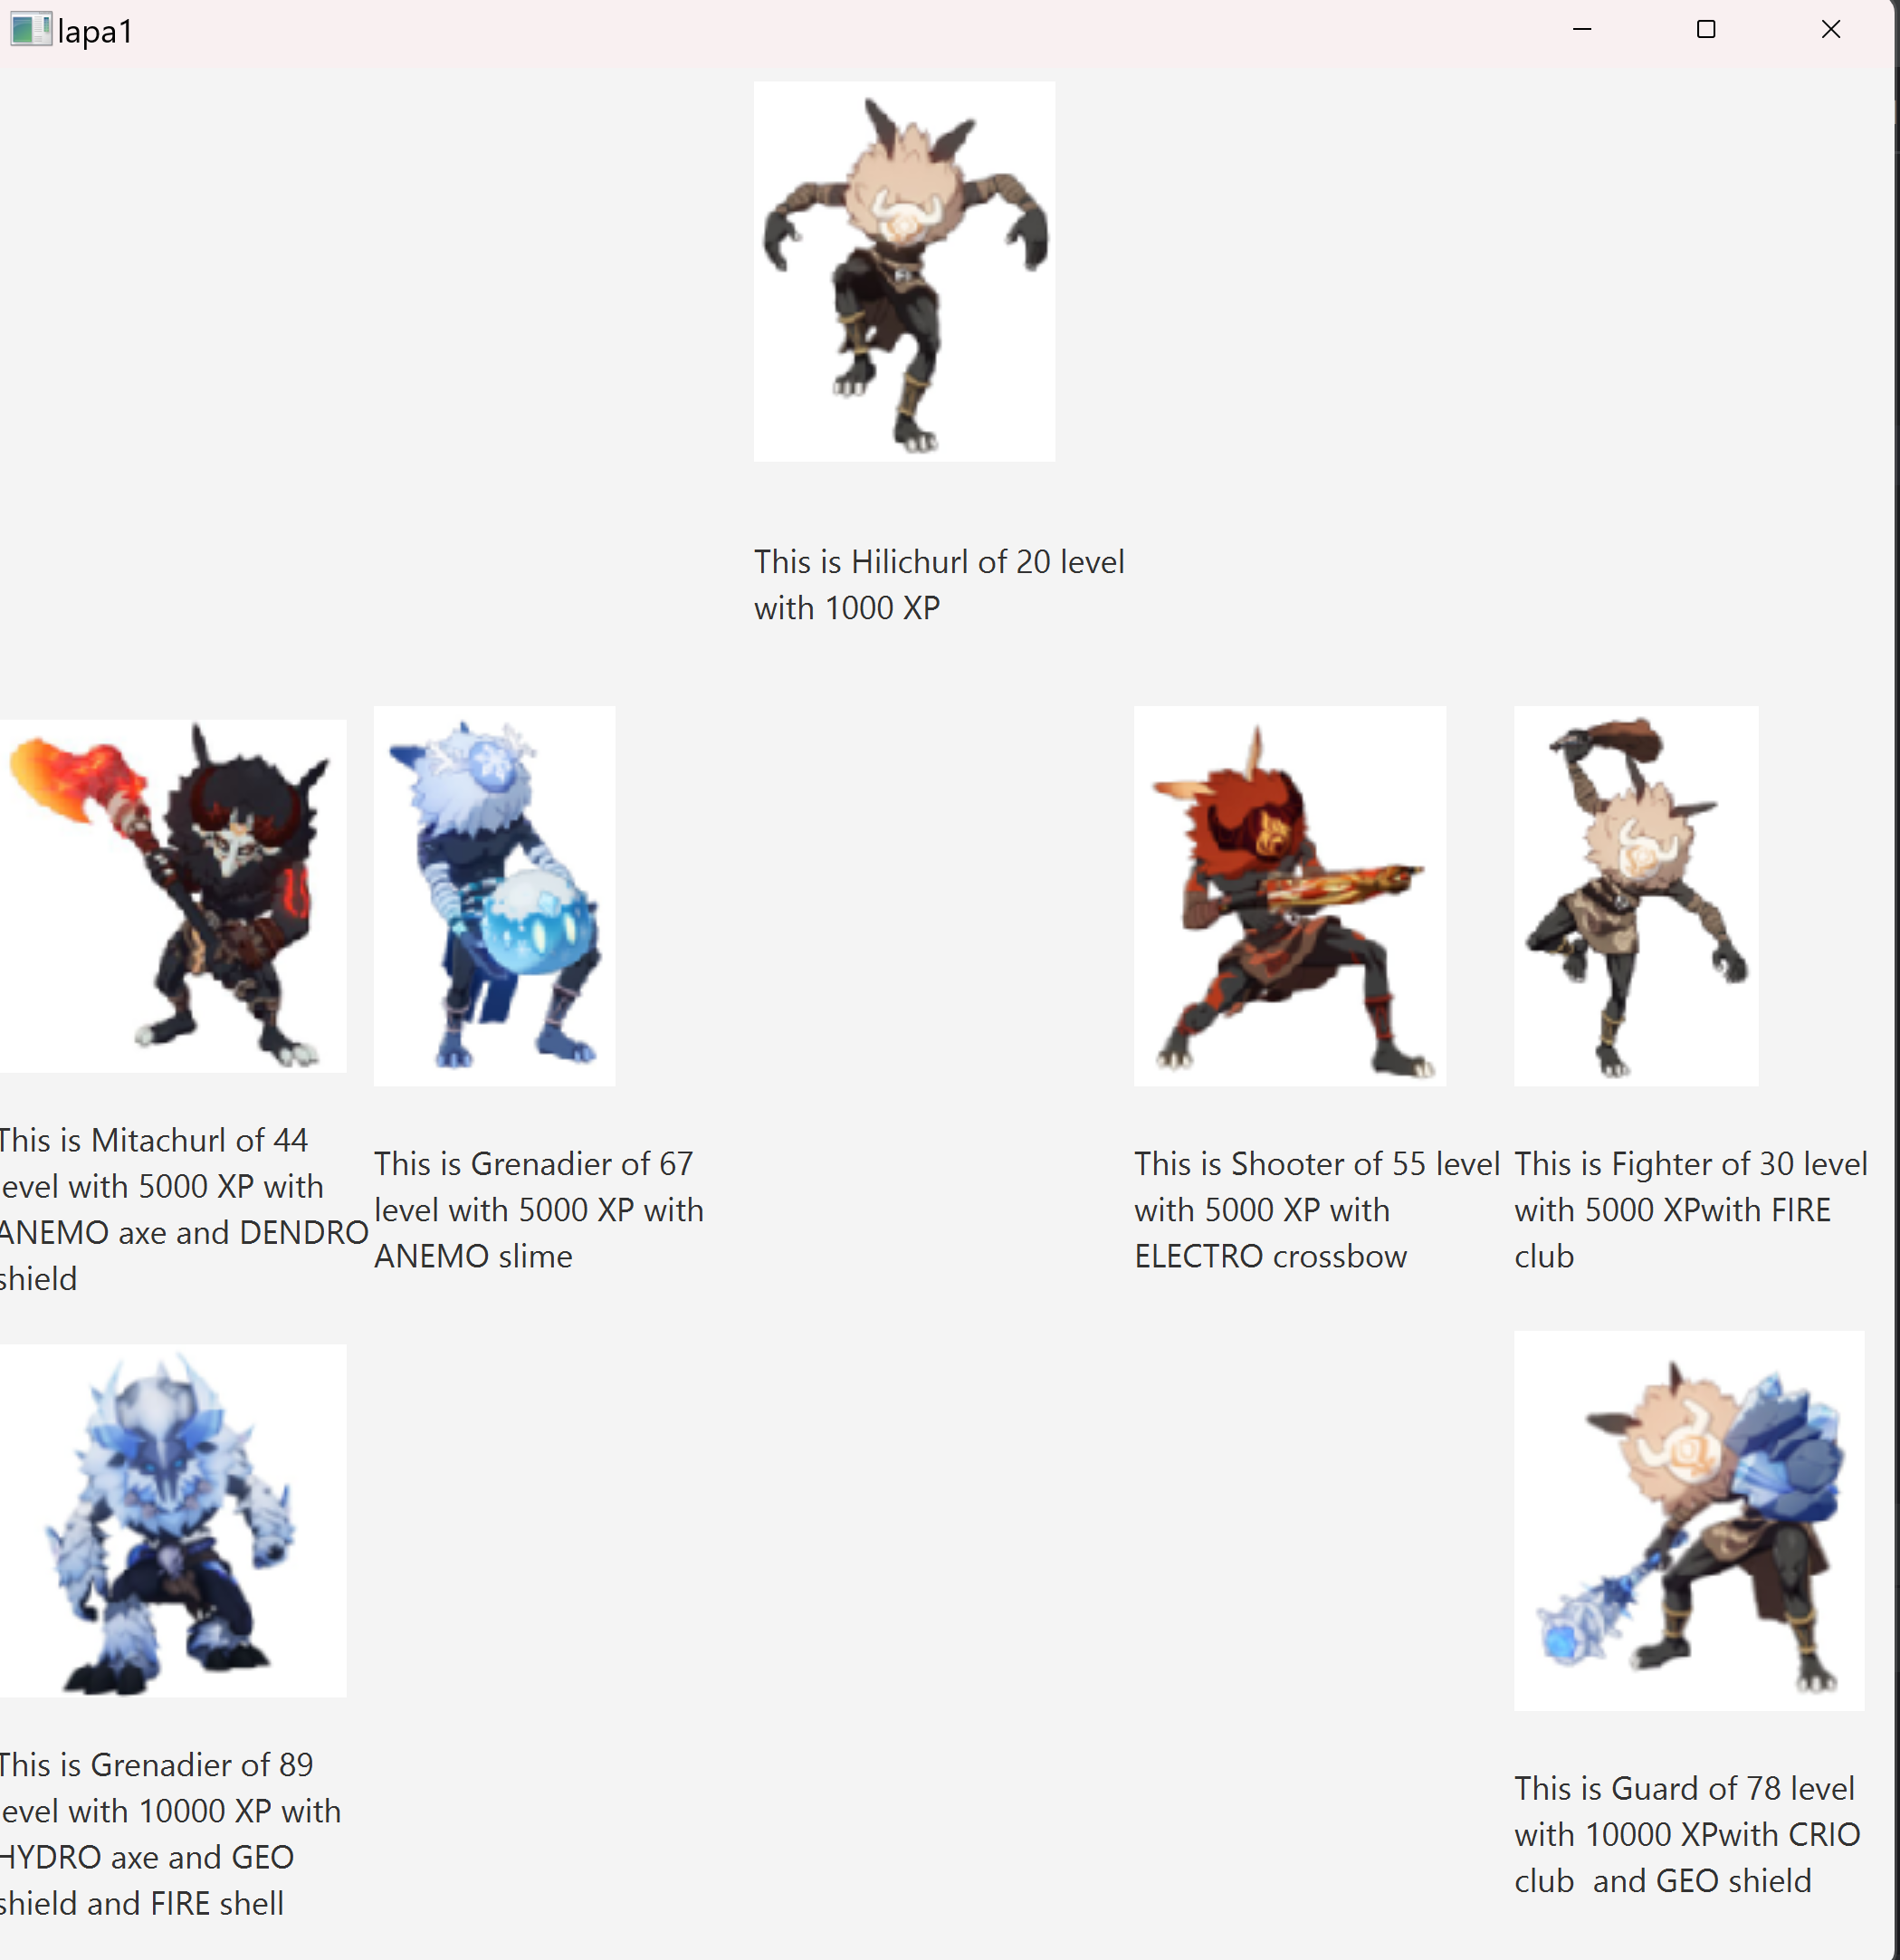 lapa1
This is Hilichurl of 20 level
with 1000 XP
This is Mitachurl of 44
level with 5000 XP with
ANEMO axe and DENDRO
shield
This is Grenadier of 67
level with 5000 XP with
ANEMO slime
This is Shooter of 55 level
with 5000 XP with
ELECTRO crossbow
This is Fighter of 30 level
with 5000 XPwith FIRE
club
This is Grenadier of 89
level with 10000 XP with
HYDRO axe and GEO
shield and FIRE shell
This is Guard of 78 level
with 10000 XPwith CRIO
club  and GEO shield